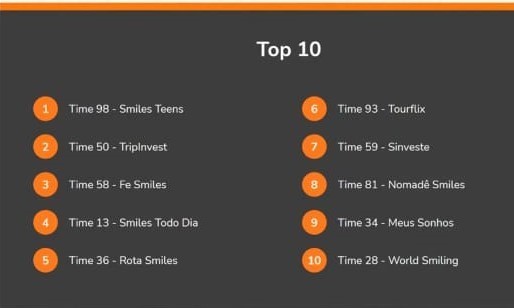 Top 10
1 Time 98 - Smiles Teens
2 Time 50 - TripInvest
3 Time 58 - Fe Smiles
4 Time 13 - Smiles Todo Dia
5 Time 36 - Rota Smiles
6 Time 93 - Tourflix
7 Time 59 - Sinveste
8 Time 81 - Nomadê Smiles
9 Time 34 - Meus Sonhos
10 Time 28 - World Smiling